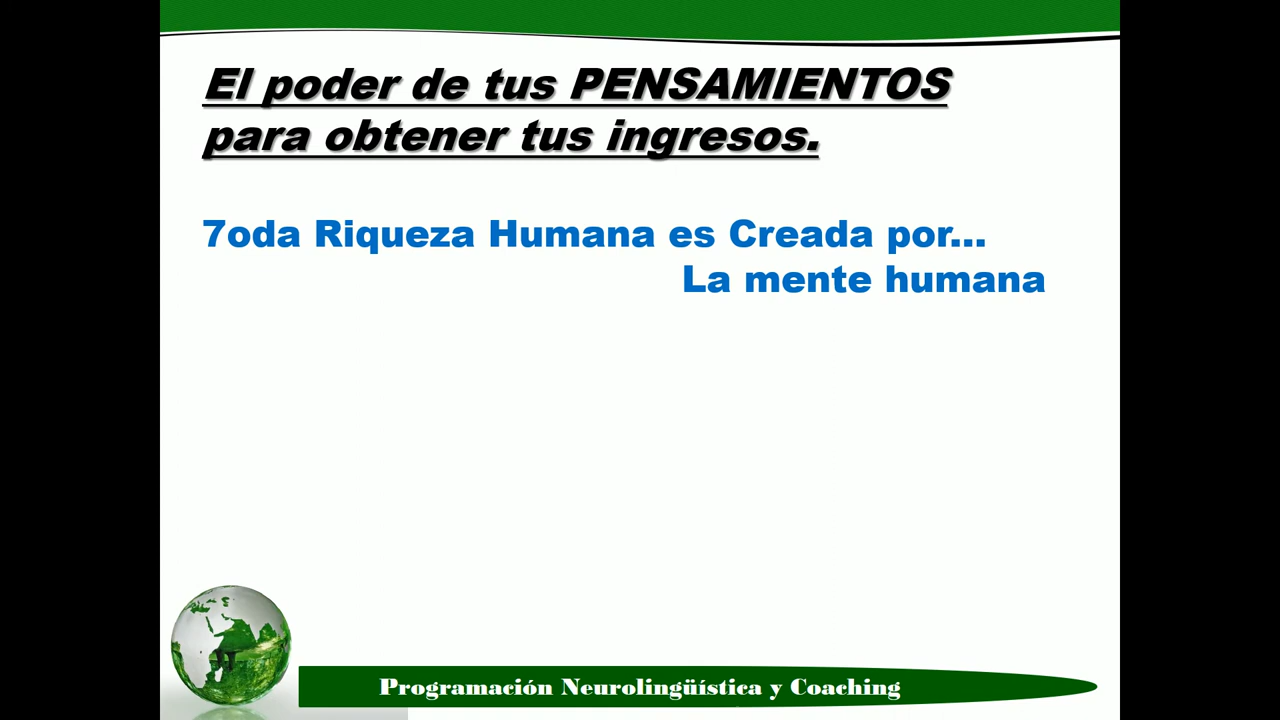 El poder de tus PENSAMIENTOS
para obtener tus ingresos.
7oda Riqueza Humana es Creada por...
La mente humana
Programación Neurolingüística y Coaching